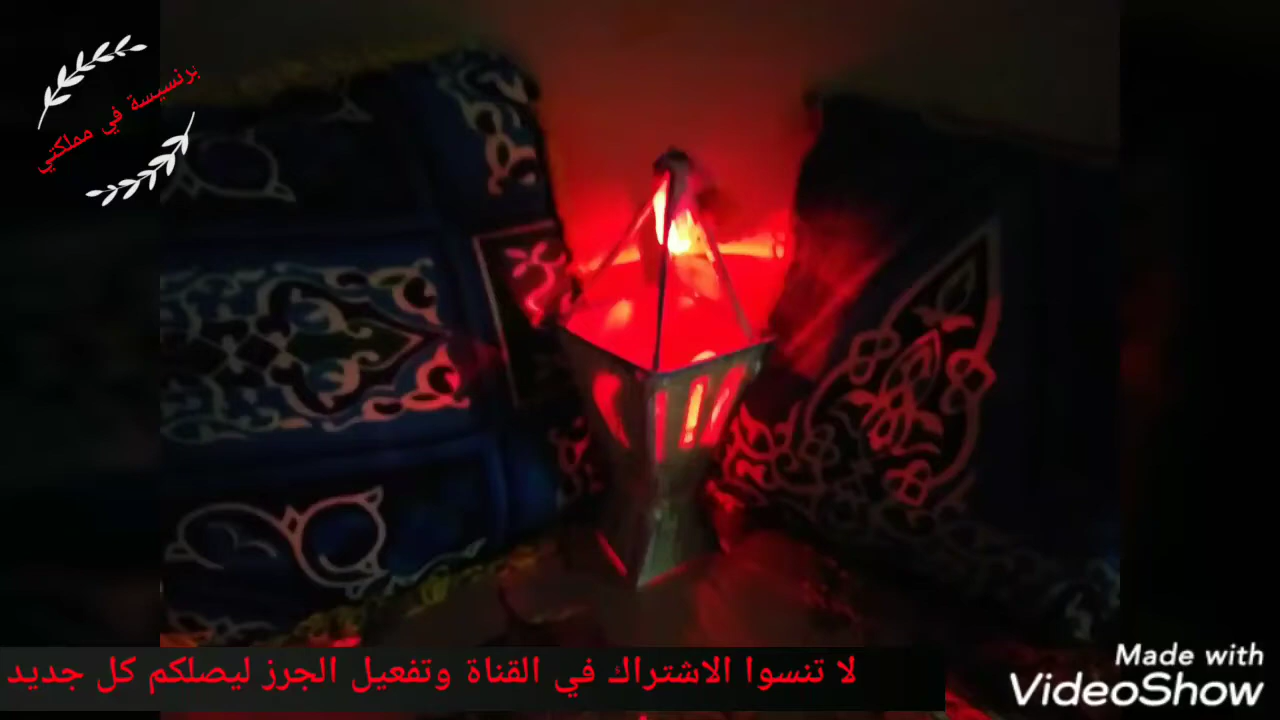 برنسيسة في مملكتي
لا تنسوا الاشتراك في القناة وتفعيل الجرز ليصلكم كل جديد
Made with
VideoShow